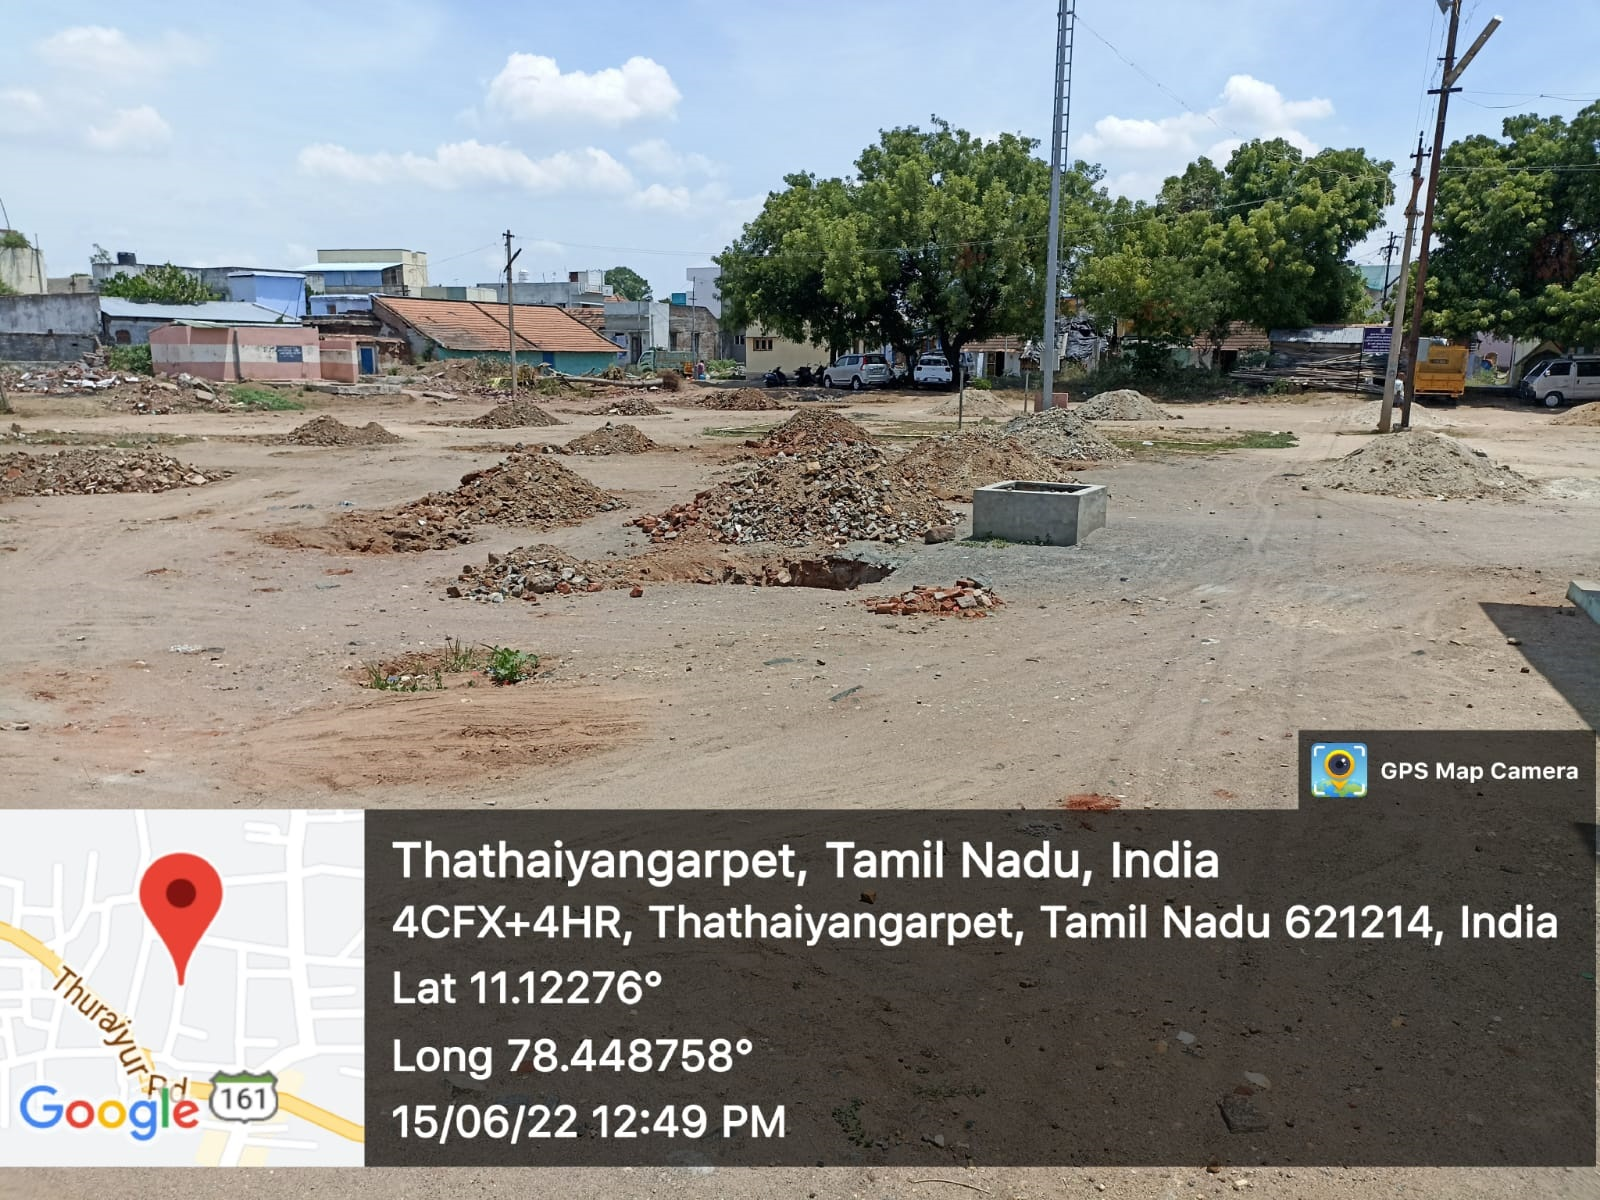 GPS Map Camera
Thathaiyangarpet, Tamil Nadu, India
4CFX+4HR, Thathaiyangarpet, Tamil Nadu 621214, India
Lat 11.12276°
Long 78.448758°
15/06/22 12:49 PM
Thuraiyur Rd
161
Google